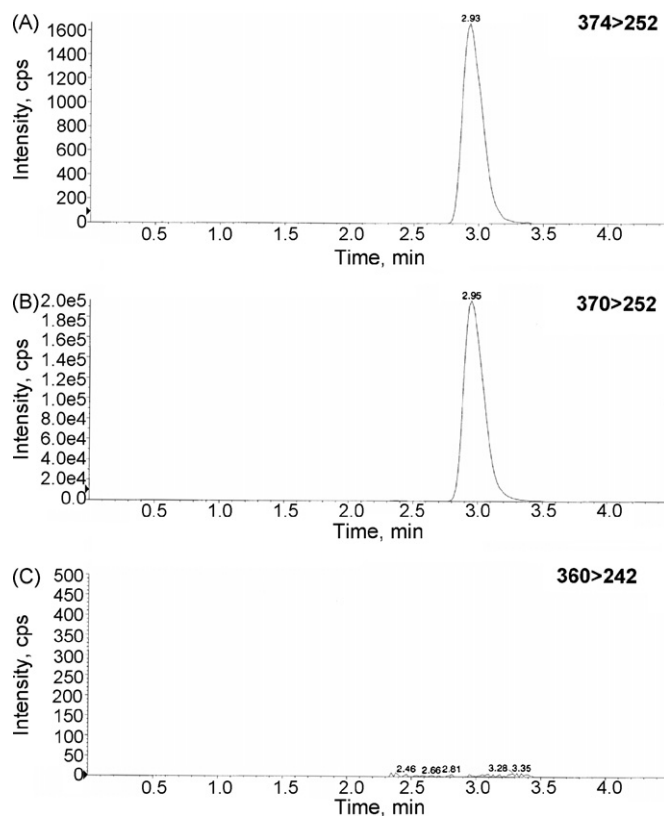 (A)
374>252
2.93
Intensity, cps
1600
1400
1200
1000
800
600
400
200
0
0.5 1.0 1.5 2.0 2.5 3.0 3.5 4.0
Time, min
(B)
370>252
2.95
Intensity, cps
2.0e5
1.8e5
1.6e5
1.4e5
1.2e5
1.0e5
8.0e4
6.0e4
4.0e4
2.0e4
0.0
0.5 1.0 1.5 2.0 2.5 3.0 3.5 4.0
Time, min
(C)
360>242
Intensity, cps
500
450
400
350
300
250
200
150
100
50
0
2.46 2.66 2.81 3.28 3.35
0.5 1.0 1.5 2.0 2.5 3.0 3.5 4.0
Time, min